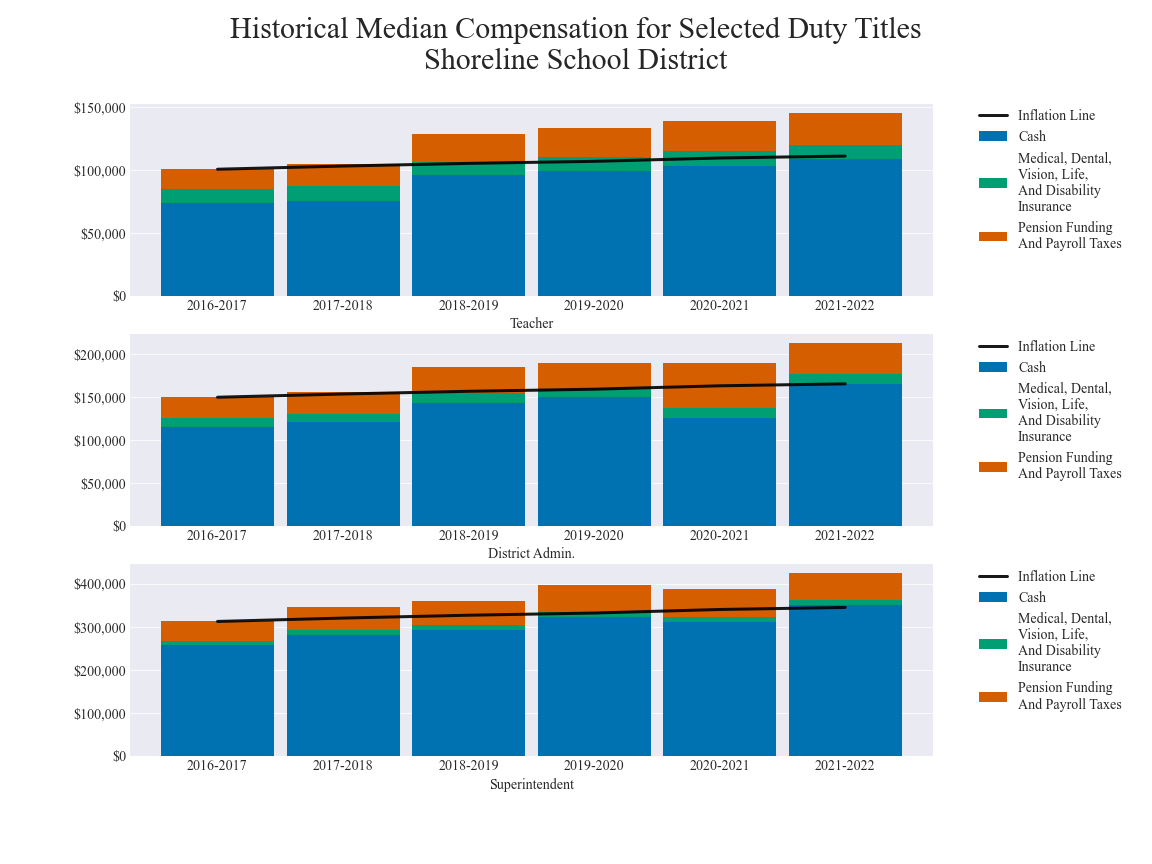 Historical Median Compensation for Selected Duty Titles
Shoreline School District
$150,000
$100,000
$50,000
$0
2016-2017
2017-2018
2018-2019
2019-2020
2020-2021
2021-2022
Teacher
Inflation Line
Cash
Medical, Dental,
Vision, Life,
And Disability
Insurance
Pension Funding
And Payroll Taxes
$200,000
$150,000
$100,000
$50,000
$0
2016-2017
2017-2018
2018-2019
2019-2020
2020-2021
2021-2022
District Admin.
Inflation Line
Cash
Medical, Dental,
Vision, Life,
And Disability
Insurance
Pension Funding
And Payroll Taxes
$400,000
$300,000
$200,000
$100,000
$0
2016-2017
2017-2018
2018-2019
2019-2020
2020-2021
2021-2022
Superintendent
Inflation Line
Cash
Medical, Dental,
Vision, Life,
And Disability
Insurance
Pension Funding
And Payroll Taxes